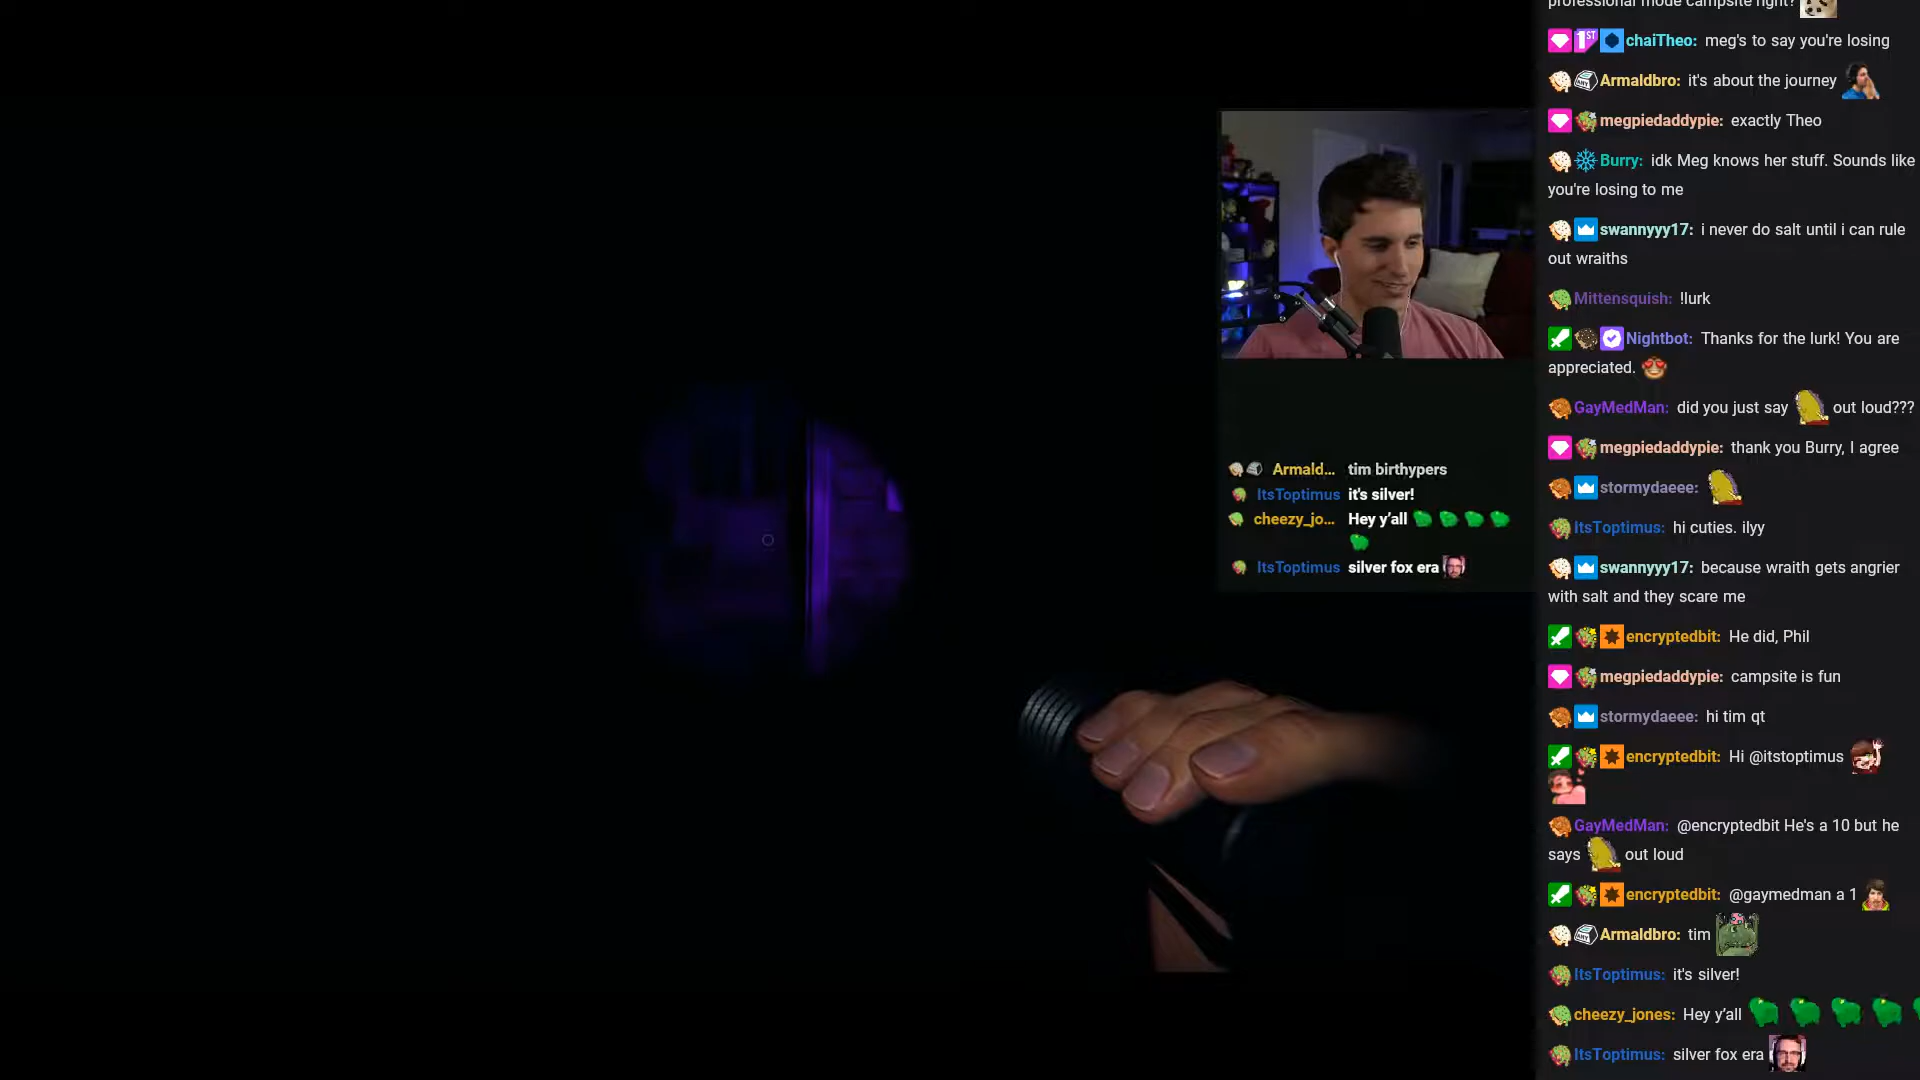 professional mode campsite right?
chaiTheo: meg's to say you're losing
Armaldbro: it's about the journey
megpiedaddypie: exactly Theo
Burry: idk Meg knows her stuff. Sounds like
you're losing to me
swannyyy17: i never do salt until i can rule
out wraiths
Mittensquish: !lurk
Nightbot: Thanks for the lurk! You are
appreciated.
GayMedMan: did you just say out loud???
megpiedaddypie: thank you Burry, I agree
stormydaeee:
ItsToptimus: hi cuties. ilyy
swannyyy17: because wraith gets angrier
with salt and they scare me
encryptedbit: He did, Phil
megpiedaddypie: campsite is fun
stormydaeee: hi tim qt
encryptedbit: Hi @itstoptimus
GayMedMan: @encryptedbit He's a 10 but he
says out loud
encryptedbit: @gaymedman a 1
Armaldbro: tim
ItsToptimus: it's silver!
cheezy_jones: Hey y'all
ItsToptimus: silver fox era
Armald... tim birthypers
ItsToptimus it's silver!
cheezy_jo... Hey y'all
ItsToptimus silver fox era
1ST